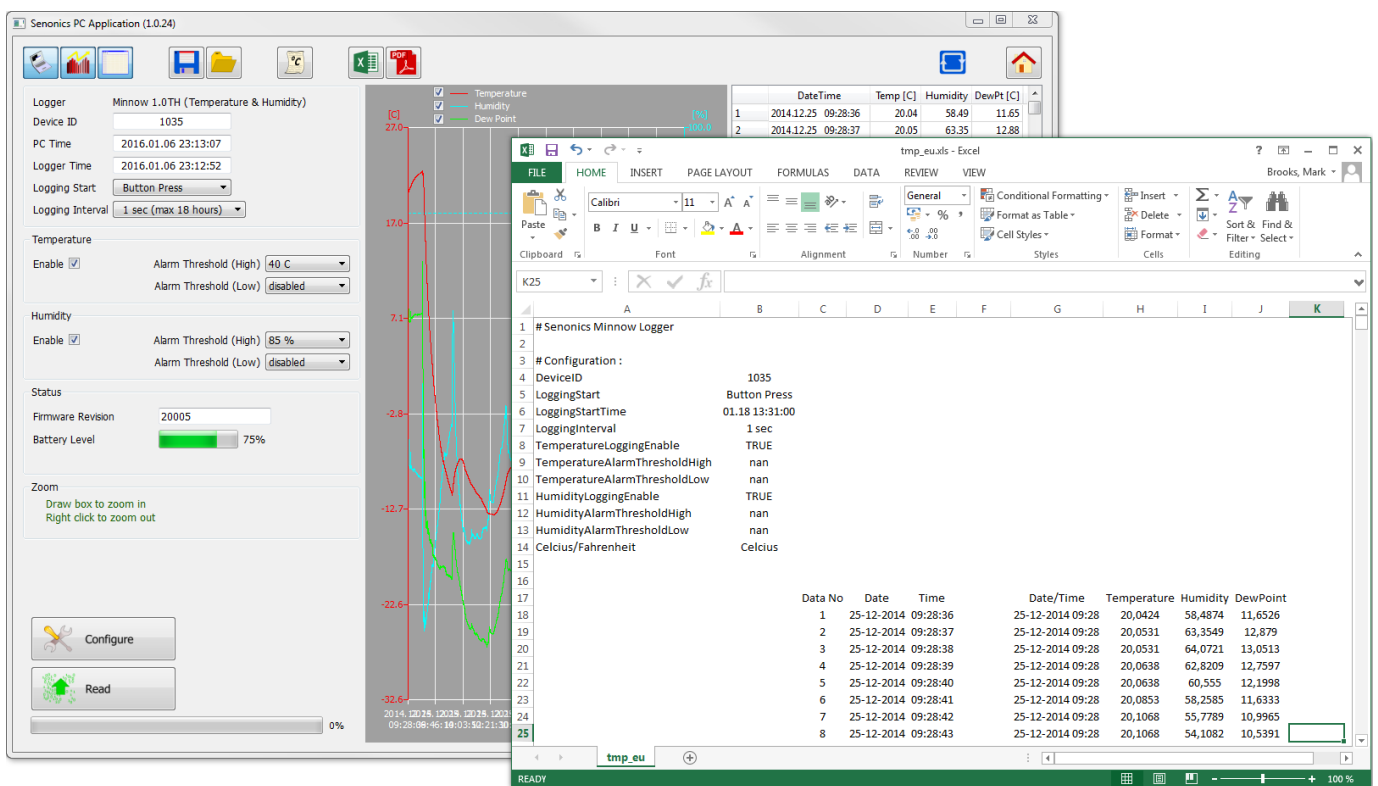 Senonics PC Application (1.0.24)
°C
PDF
Logger Minnow 1.0TH (Temperature & Humidity)
Device ID 1035
PC Time 2016.01.06 23:13:07
Logger Time 2016.01.06 23:12:52
Logging Start Button Press
Logging Interval 1 sec (max 18 hours)
Temperature
Enable Alarm Threshold (High) 40 C
Alarm Threshold (Low) disabled
Humidity
Enable Alarm Threshold (High) 85 %
Alarm Threshold (Low) disabled
Status
Firmware Revision 20005
Battery Level 75%
Zoom
Draw box to zoom in
Right click to zoom out
Configure
Read
0%
Temperature
Humidity
Dew Point
[C] [%]
27.0 100.0
17.0
7.1
-2.8
-12.7
-22.6
-32.6
DateTime Temp [C] Humidity DewPt [C]
1 2014.12.25 09:28:36 20.04 58.49 11.65
2 2014.12.25 09:28:37 20.05 63.35 12.88
tmp_eu.xls - Excel
FILE HOME INSERT PAGE LAYOUT FORMULAS DATA REVIEW VIEW Brooks, Mark
Paste
Calibri 11
B I U
General
Conditional Formatting
Format as Table
Cell Styles
Insert
Delete
Format
Sort & Find &
Filter Select
Clipboard Font Alignment Number Styles Cells Editing
K25 fx
A B C D E F G H I J K
1 # Senonics Minnow Logger
2
3 # Configuration :
4 DeviceID 1035
5 LoggingStart Button Press
6 LoggingStartTime 01.18 13:31:00
7 LoggingInterval 1 sec
8 TemperatureLoggingEnable TRUE
9 TemperatureAlarmThresholdHigh nan
10 TemperatureAlarmThresholdLow nan
11 HumidityLoggingEnable TRUE
12 HumidityAlarmThresholdHigh nan
13 HumidityAlarmThresholdLow nan
14 Celcius/Fahrenheit Celcius
15
16
17 Data No Date Time Date/Time Temperature Humidity DewPoint
18 1 25-12-2014 09:28:36 25-12-2014 09:28 20,0424 58,4874 11,6526
19 2 25-12-2014 09:28:37 25-12-2014 09:28 20,0531 63,3549 12,879
20 3 25-12-2014 09:28:38 25-12-2014 09:28 20,0531 64,0721 13,0513
21 4 25-12-2014 09:28:39 25-12-2014 09:28 20,0638 62,8209 12,7597
22 5 25-12-2014 09:28:40 25-12-2014 09:28 20,0638 60,555 12,1998
23 6 25-12-2014 09:28:41 25-12-2014 09:28 20,0853 58,2585 11,6333
24 7 25-12-2014 09:28:42 25-12-2014 09:28 20,1068 55,7789 10,9965
25 8 25-12-2014 09:28:43 25-12-2014 09:28 20,1068 54,1082 10,5391
tmp_eu
READY 100 %